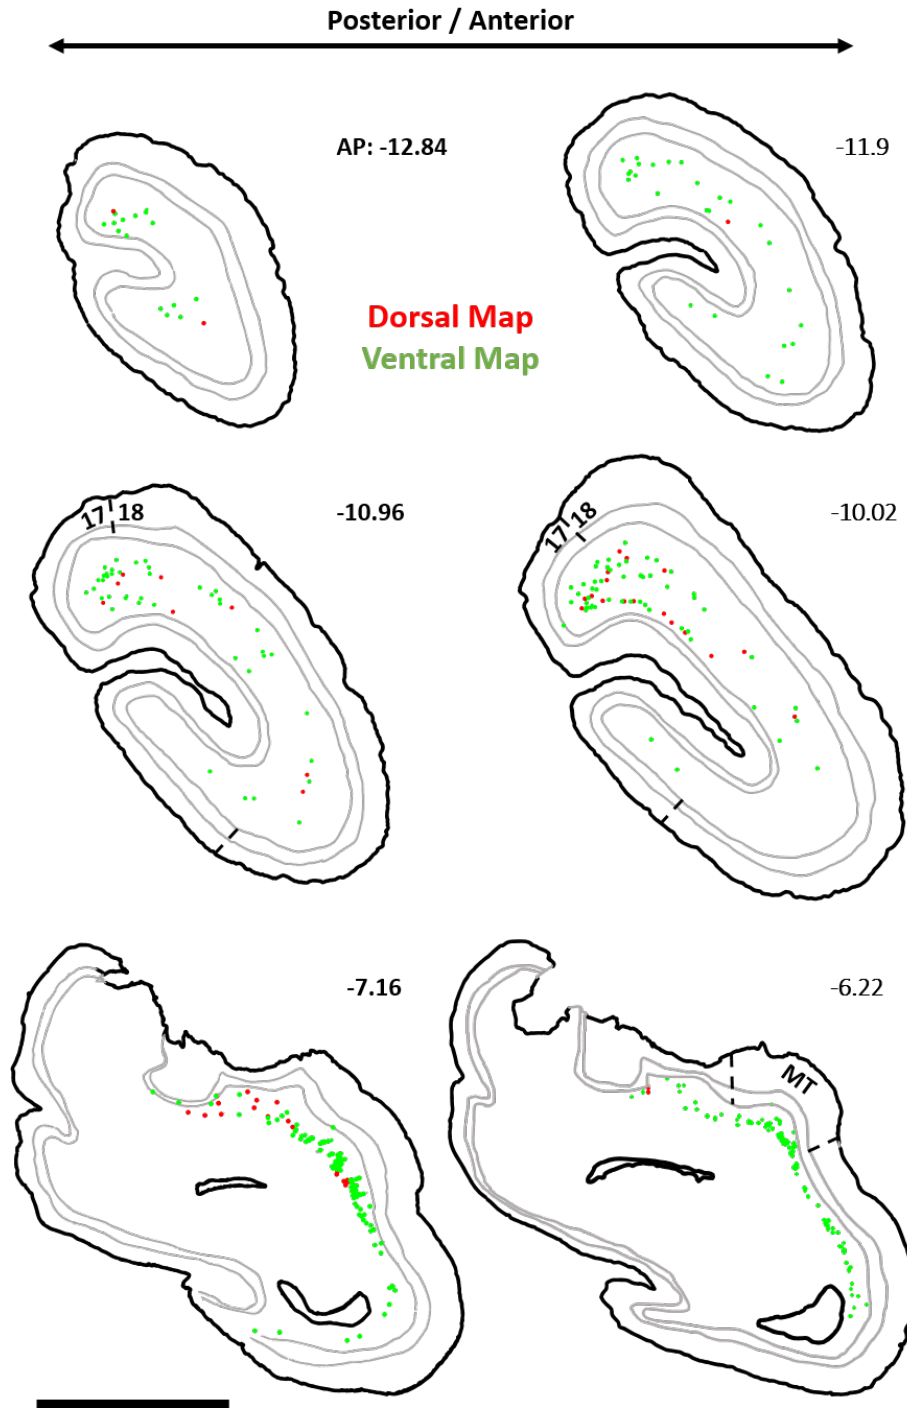 Posterior / Anterior
AP: -12.84
-11.9
Dorsal Map
Ventral Map
17 18
-10.96
17 18
-10.02
-7.16
-6.22
MT